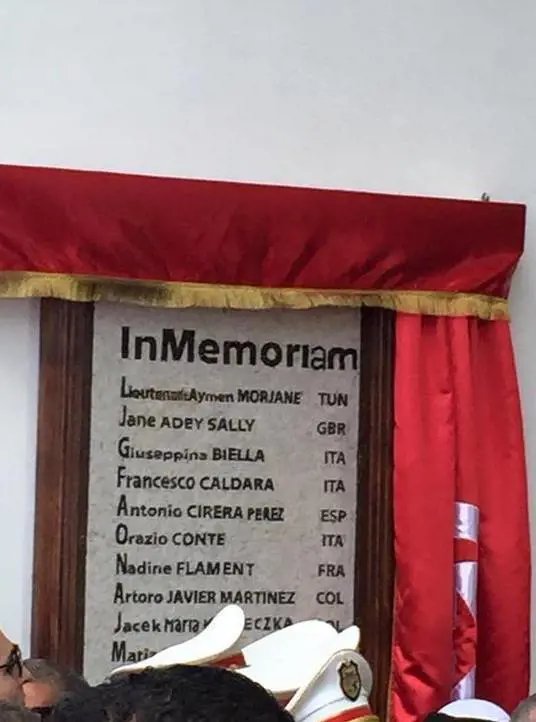 InMemoriam
Lieutenant Aymen MORJANE TUN
Jane ADEY SALLY GBR
Giuseppina BIELLA ITA
Francesco CALDARA ITA
Antonio CIRERA PEREZ ESP
Orazio CONTE ITA
Nadine FLAMENT FRA
Artoro JAVIER MARTINEZ COL
Jacek Maria